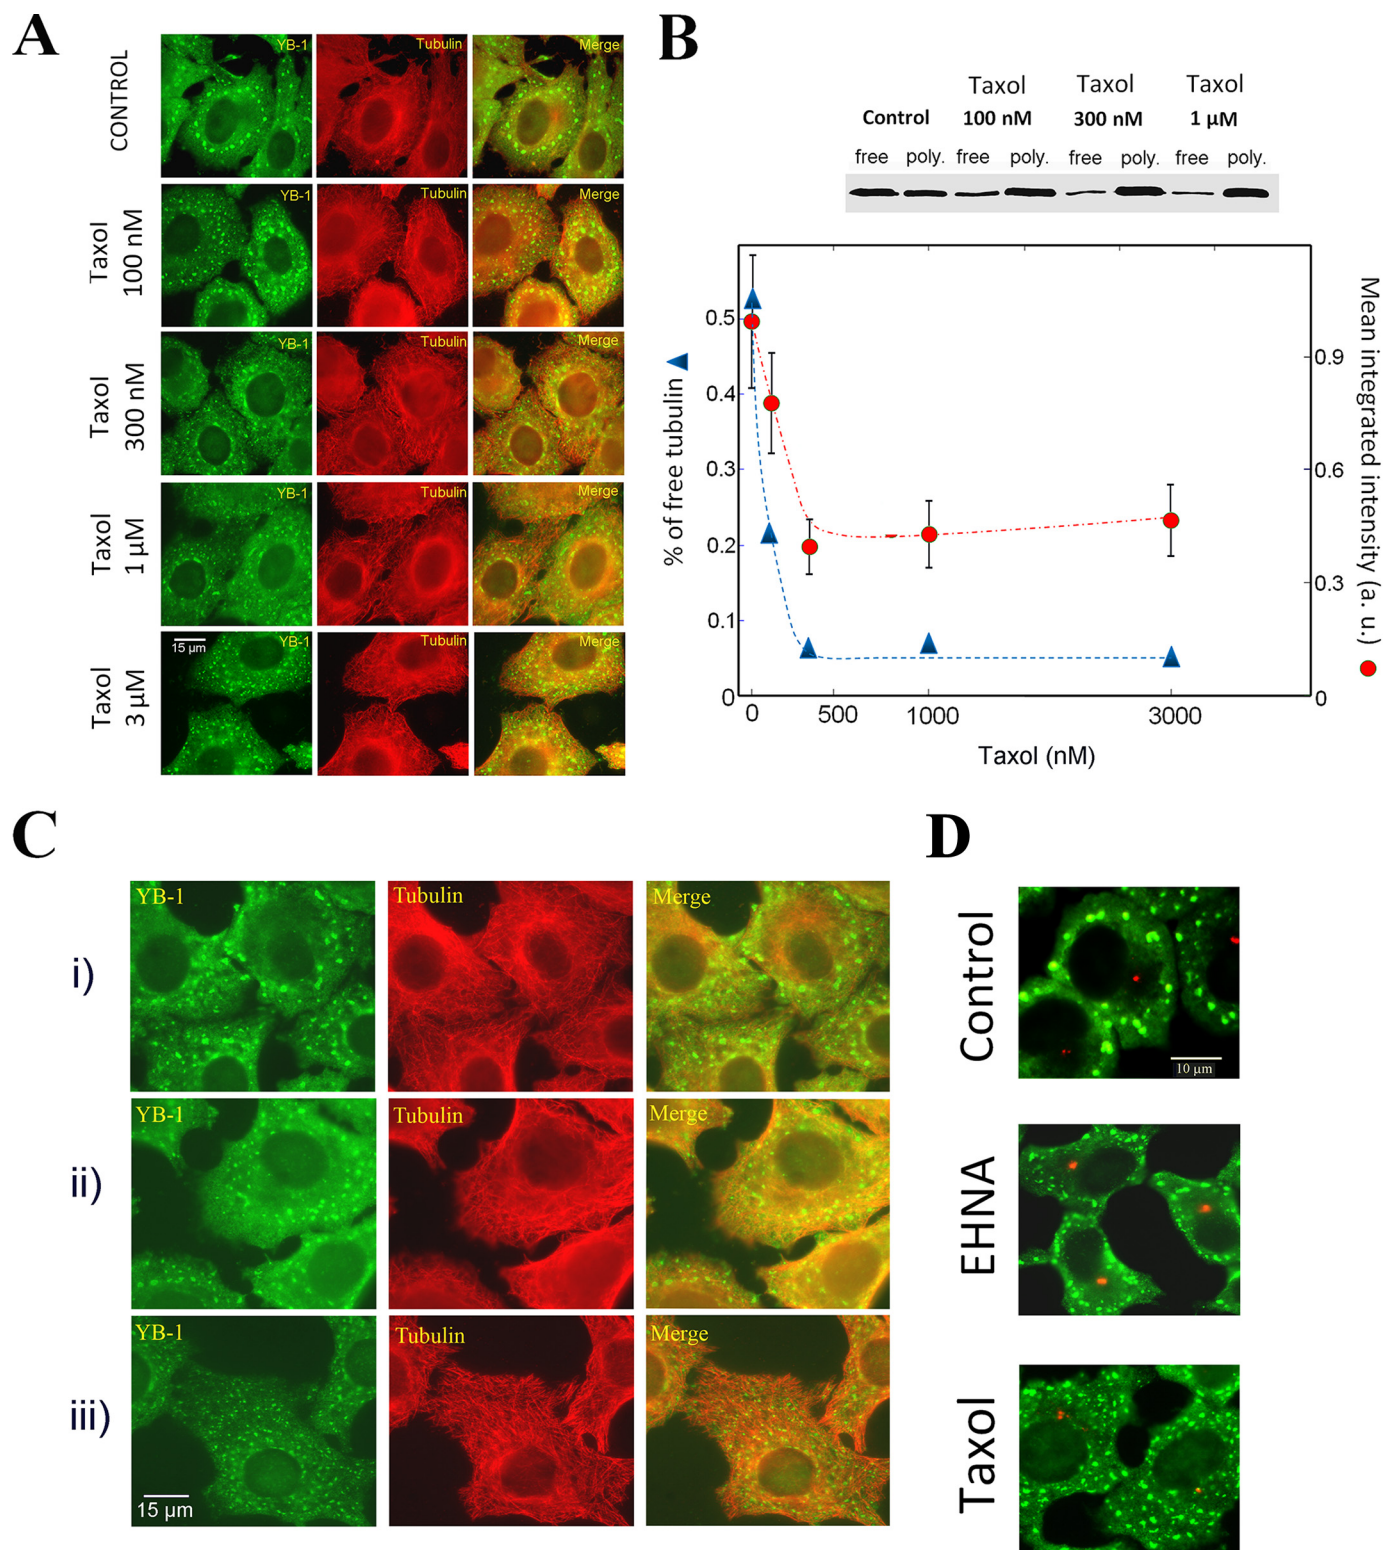 A
CONTROL
YB-1
Tubulin
Merge
Taxol
100 nM
YB-1
Tubulin
Merge
Taxol
300 nM
YB-1
Tubulin
Merge
Taxol
1 µM
YB-1
Tubulin
Merge
Taxol
3 µM
15 µm
YB-1
Tubulin
Merge
B
Taxol
Taxol
Taxol
Control
100 nM
300 nM
1 µM
free poly. free poly. free poly. free poly.
% of free tubulin
0.5
0.4
0.3
0.2
0.1
0
0.9
0.6
0.3
0
Mean integrated intensity (a. u.)
0 500 1000 3000
Taxol (nM)
C
i)
YB-1
Tubulin
Merge
ii)
YB-1
Tubulin
Merge
iii)
YB-1
Tubulin
Merge
15 µm
D
Control
10 µm
EHNA
Taxol